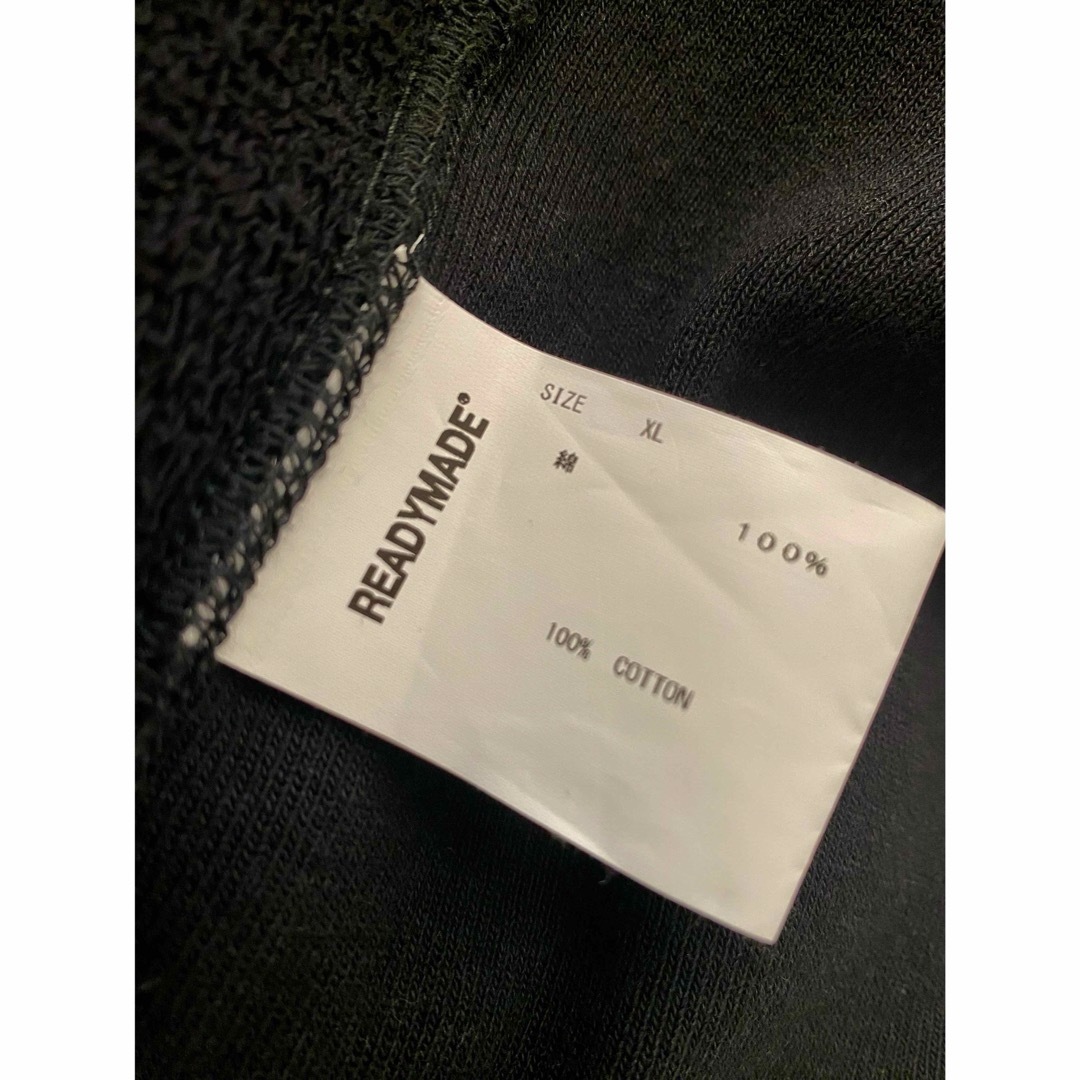 READYMADE®
SIZE XL
綿 100%
100% COTTON